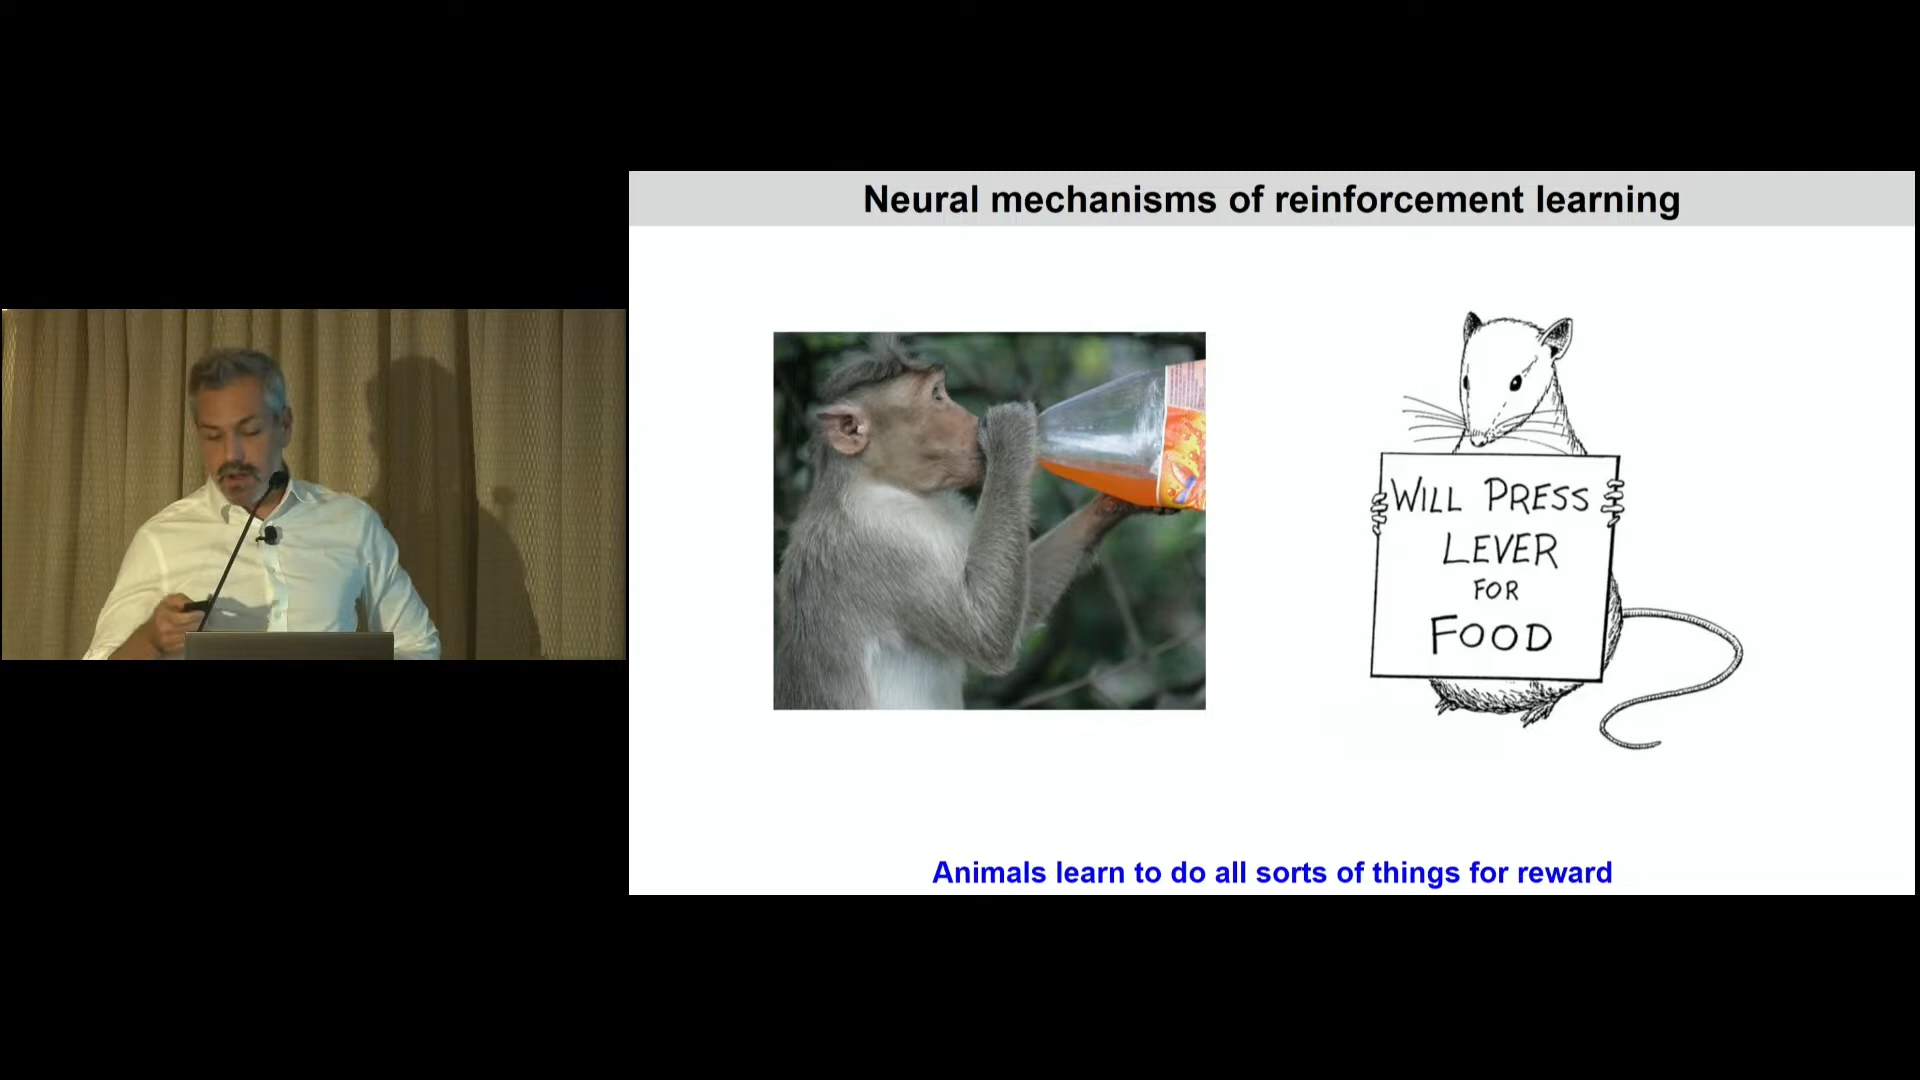 Neural mechanisms of reinforcement learning
WILL PRESS
LEVER
FOR
FOOD
Animals learn to do all sorts of things for reward